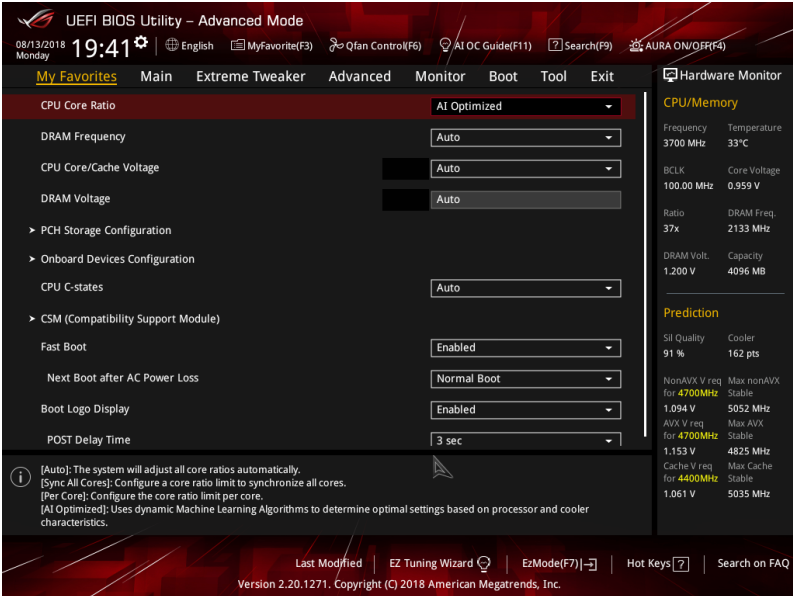 UEFI BIOS Utility – Advanced Mode
08/13/2018 Monday 19:41 English MyFavorite(F3) Qfan Control(F6) AI OC Guide(F11) ? Search(F9) AURA ON/OFF(F4)
My Favorites Main Extreme Tweaker Advanced Monitor Boot Tool Exit
CPU Core Ratio AI Optimized
DRAM Frequency Auto
CPU Core/Cache Voltage Auto
DRAM Voltage Auto
> PCH Storage Configuration
> Onboard Devices Configuration
CPU C-states Auto
> CSM (Compatibility Support Module)
Fast Boot Enabled
Next Boot after AC Power Loss Normal Boot
Boot Logo Display Enabled
POST Delay Time 3 sec
i
[Auto]: The system will adjust all core ratios automatically.
[Sync All Cores]: Configure a core ratio limit to synchronize all cores.
[Per Core]: Configure the core ratio limit per core.
[AI Optimized]: Uses dynamic Machine Learning Algorithms to determine optimal settings based on processor and cooler
characteristics.
Hardware Monitor
CPU/Memory
Frequency Temperature
3700 MHz 33°C
BCLK Core Voltage
100.00 MHz 0.959 V
Ratio DRAM Freq.
37x 2133 MHz
DRAM Volt. Capacity
1.200 V 4096 MB
Prediction
Sil Quality Cooler
91 % 162 pts
NonAVX V req Max nonAVX
for 4700MHz Stable
1.094 V 5052 MHz
AVX V req Max AVX
for 4700MHz Stable
1.153 V 4825 MHz
Cache V req Max Cache
for 4400MHz Stable
1.061 V 5035 MHz
Last Modified EZ Tuning Wizard EzMode(F7) Hot Keys ? Search on FAQ
Version 2.20.1271. Copyright (C) 2018 American Megatrends, Inc.